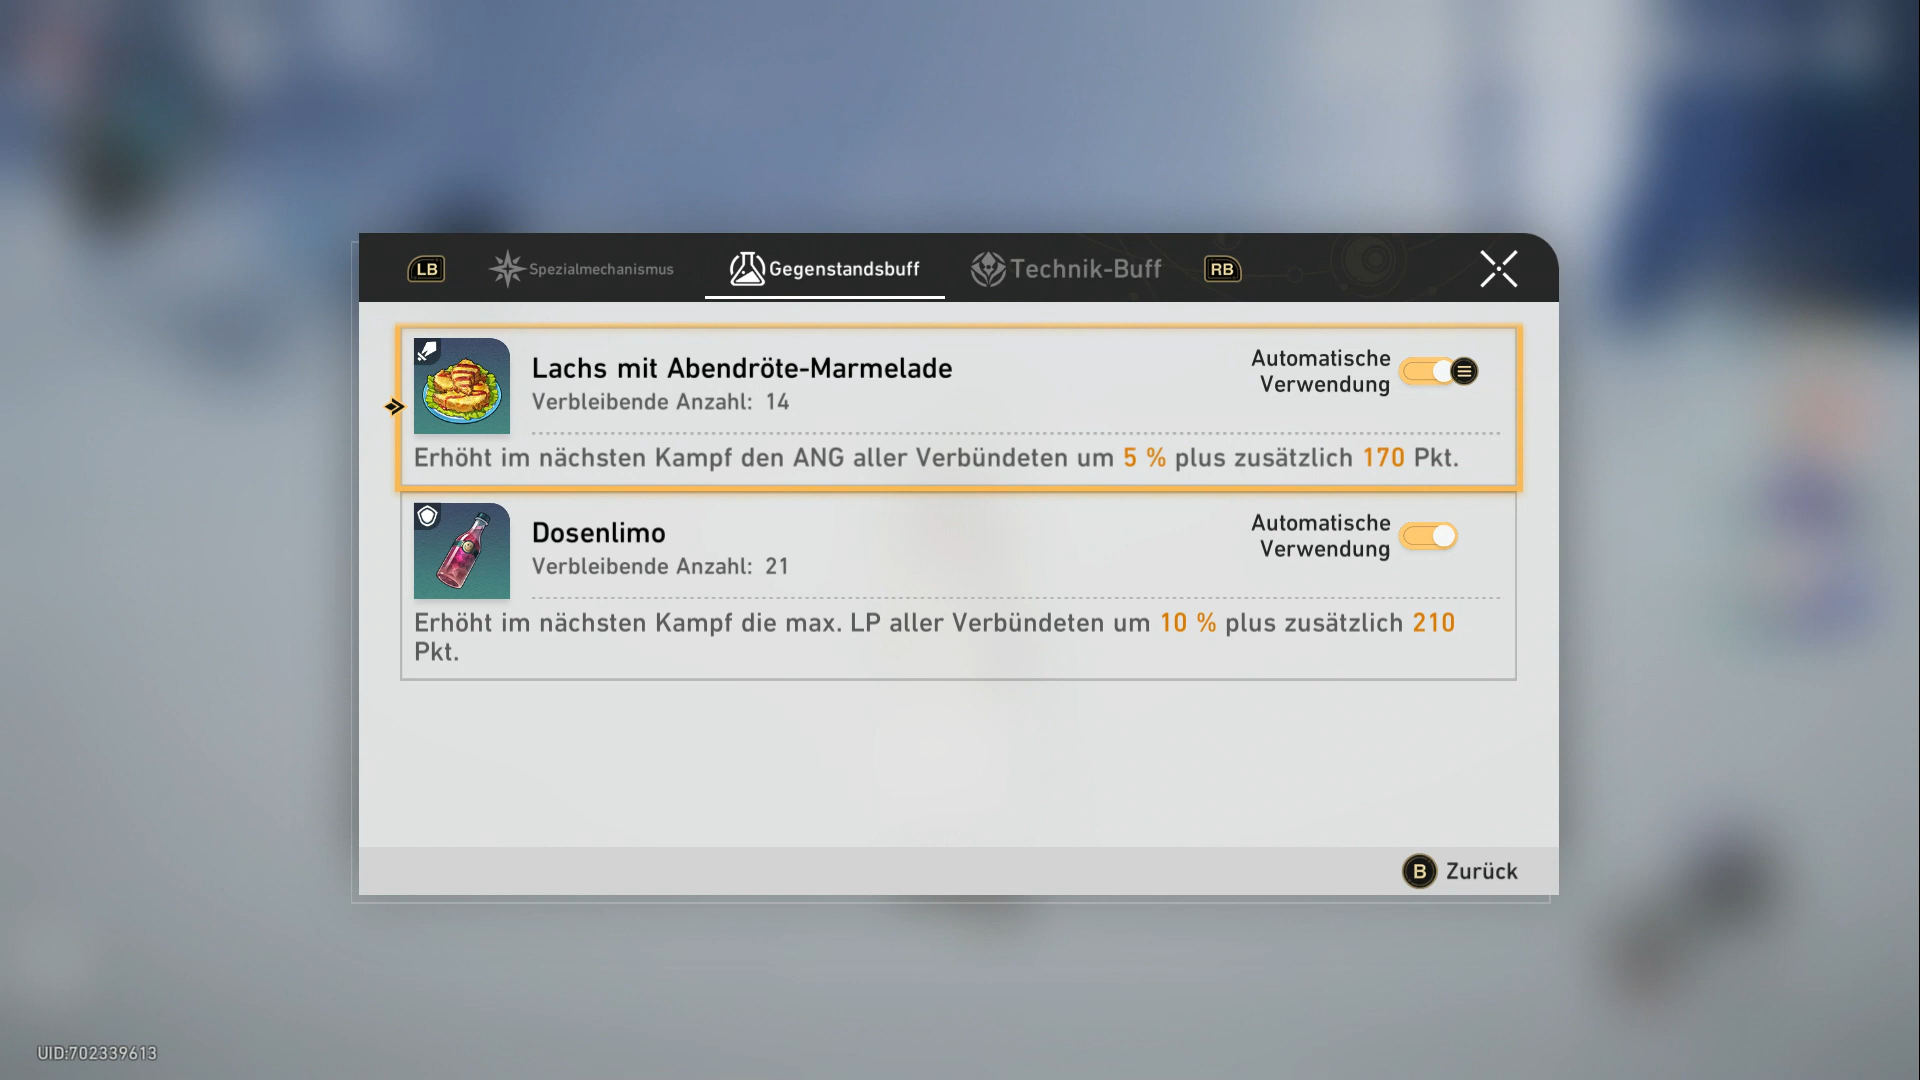 LB
Spezialmechanismus
Gegenstandsbuff
Technik-Buff
RB
Lachs mit Abendröte-Marmelade
Verbleibende Anzahl: 14
Automatische
Verwendung
Erhöht im nächsten Kampf den ANG aller Verbündeten um 5 % plus zusätzlich 170 Pkt.
Dosenlimo
Verbleibende Anzahl: 21
Automatische
Verwendung
Erhöht im nächsten Kampf die max. LP aller Verbündeten um 10 % plus zusätzlich 210
Pkt.
B Zurück
UID:702339613